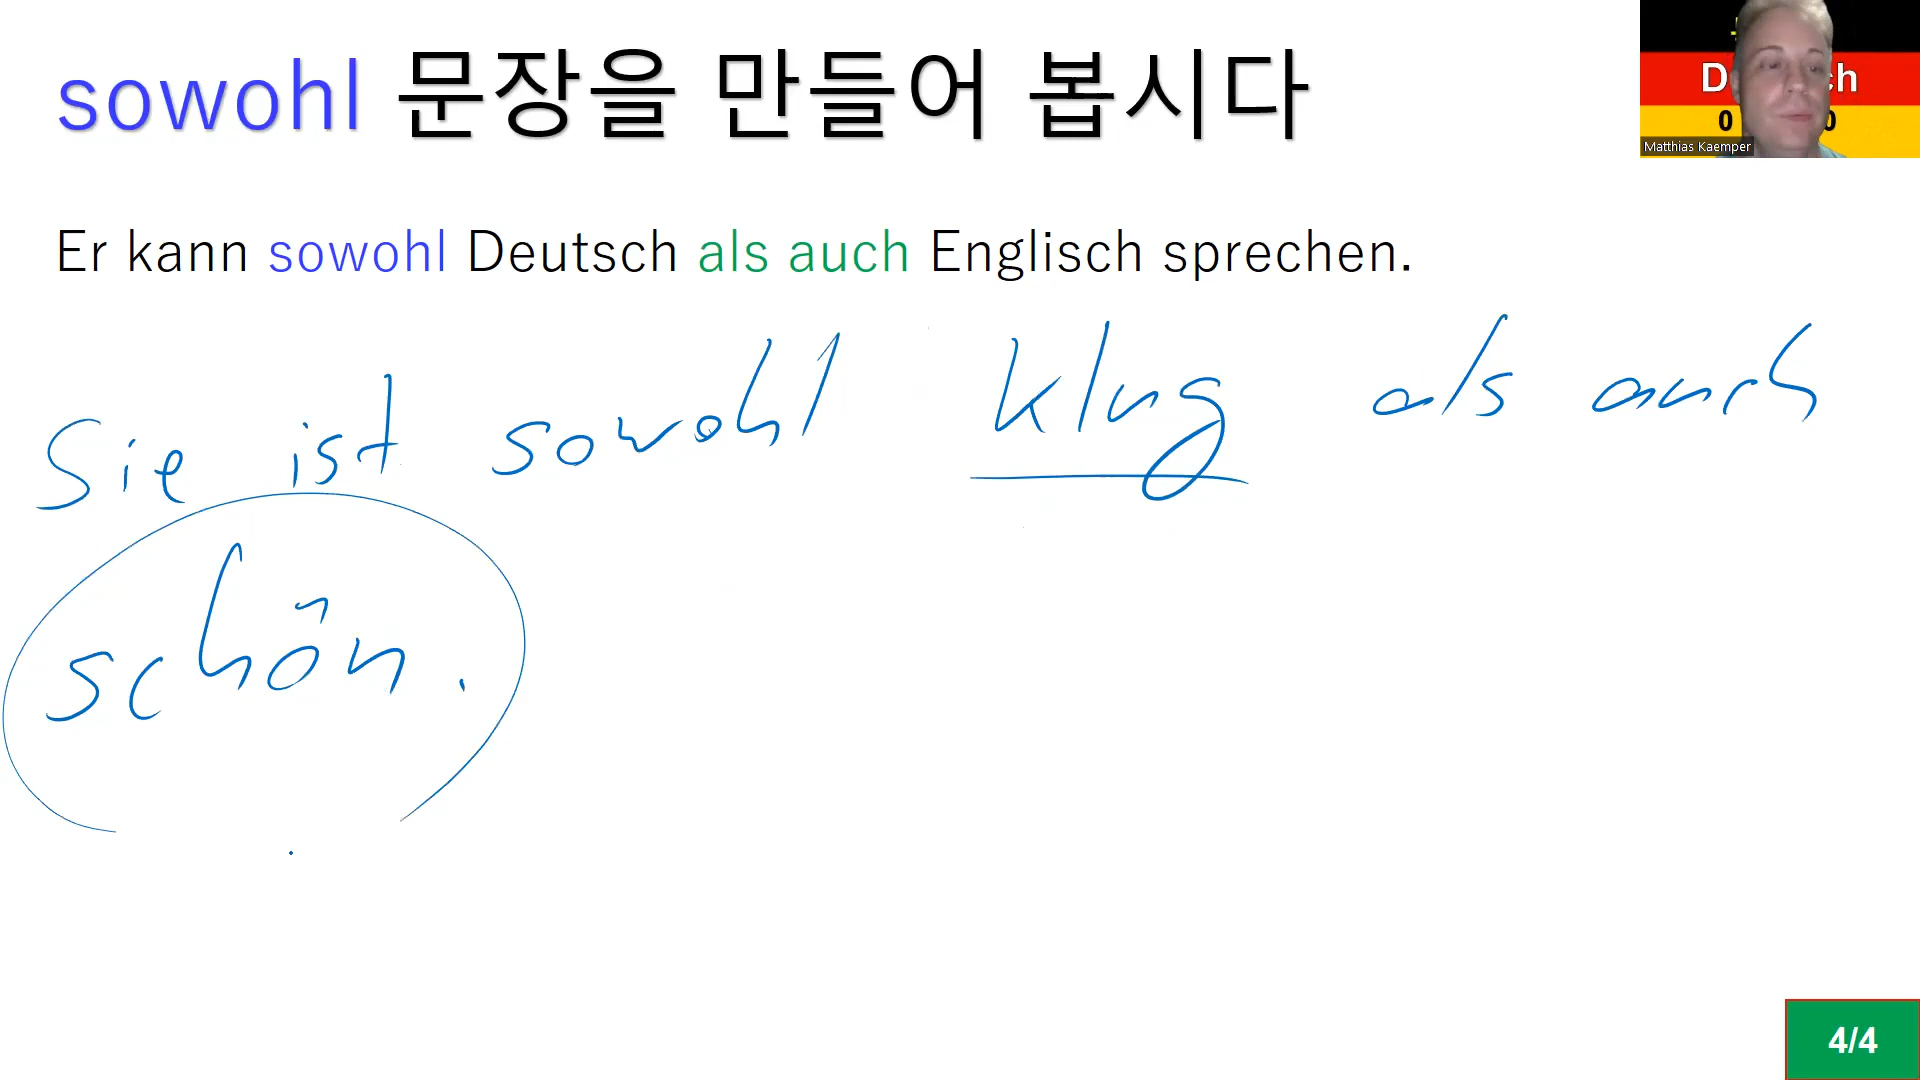 sowohl 문장을 만들어 봅시다
Er kann sowohl Deutsch als auch Englisch sprechen.
Sie ist sowohl klug als auch
schön.
Matthias Kaemper
4/4